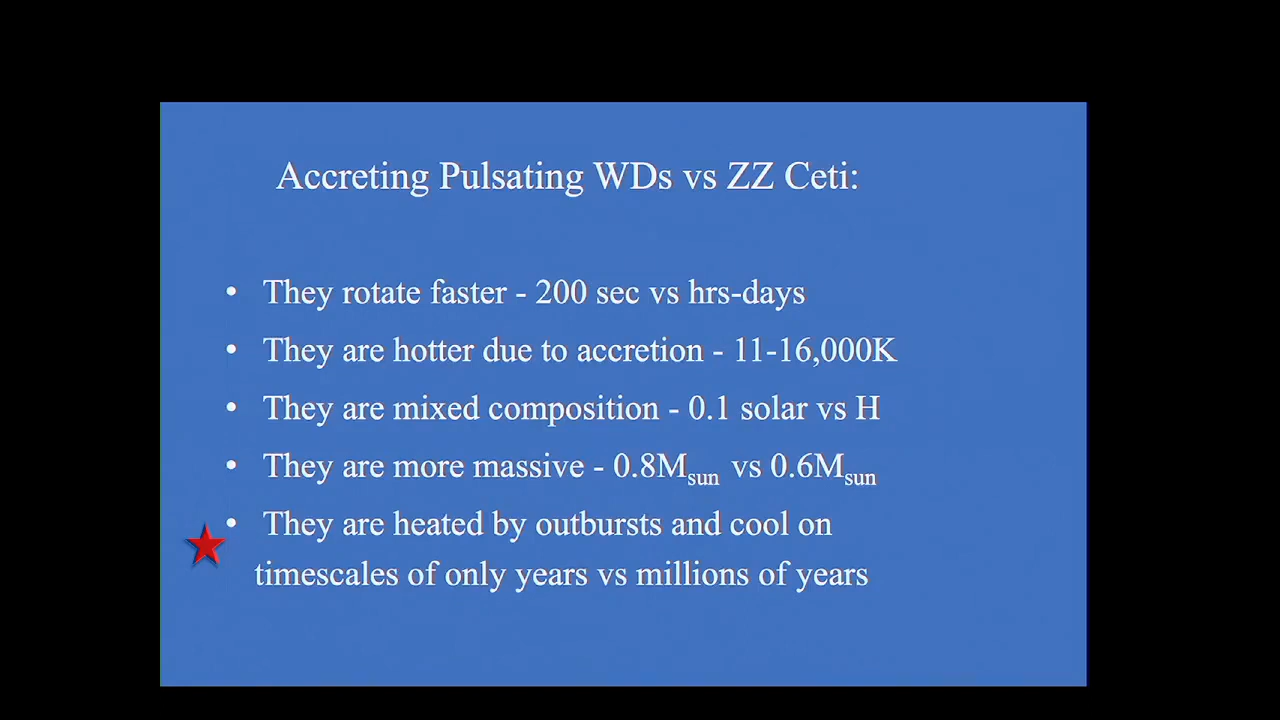 Accreting Pulsating WDs vs ZZ Ceti:
• They rotate faster - 200 sec vs hrs-days
• They are hotter due to accretion - 11-16,000K
• They are mixed composition - 0.1 solar vs H
• They are more massive - 0.8Msun vs 0.6Msun
• They are heated by outbursts and cool on
timescales of only years vs millions of years